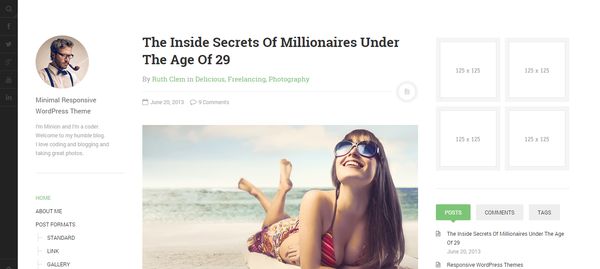 The Inside Secrets Of Millionaires Under
The Age Of 29
By Ruth Clem in Delicious, Freelancing, Photography
June 20, 2013
9 Comments
Minimal Responsive
WordPress Theme
I'm Minion and I'm a coder.
Welcome to my humble blog.
I love coding and blogging and
taking great photos.
HOME
ABOUT ME
POST FORMATS
STANDARD
LINK
GALLERY
125 x 125
125 x 125
125 x 125
125 x 125
POSTS
COMMENTS
TAGS
The Inside Secrets Of Millionaires Under The Age
Of 29
June 20, 2013
Responsive WordPress Themes